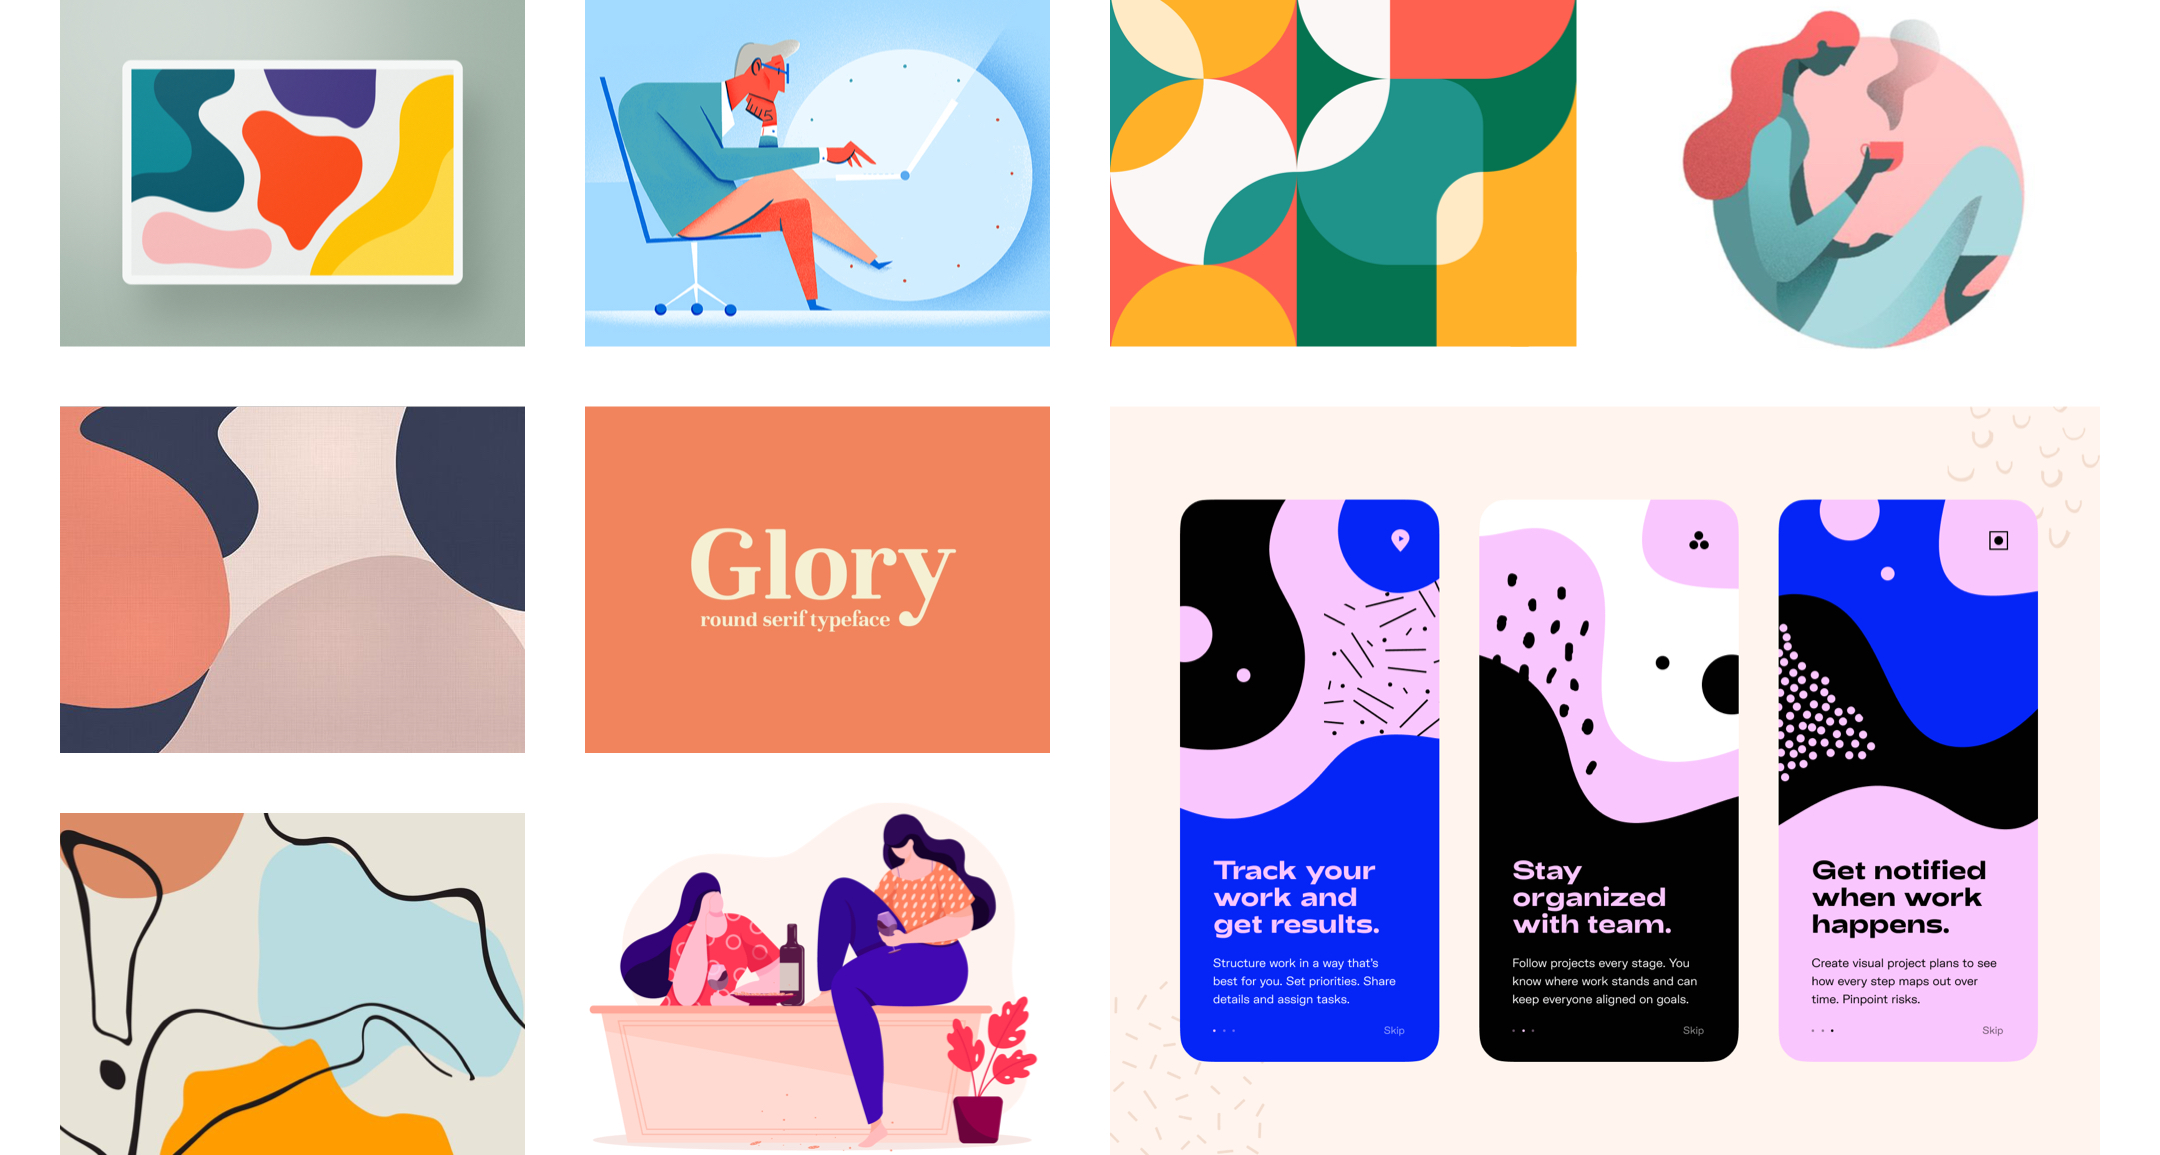 Glory
round serif typeface
Track your
work and
get results.
Structure work in a way that's
best for you. Set priorities. Share
details and assign tasks.
Skip
Stay
organized
with team.
Follow projects every stage. You
know where work stands and can
keep everyone aligned on goals.
Skip
Get notified
when work
happens.
Create visual project plans to see
how every step maps out over
time. Pinpoint risks.
Skip